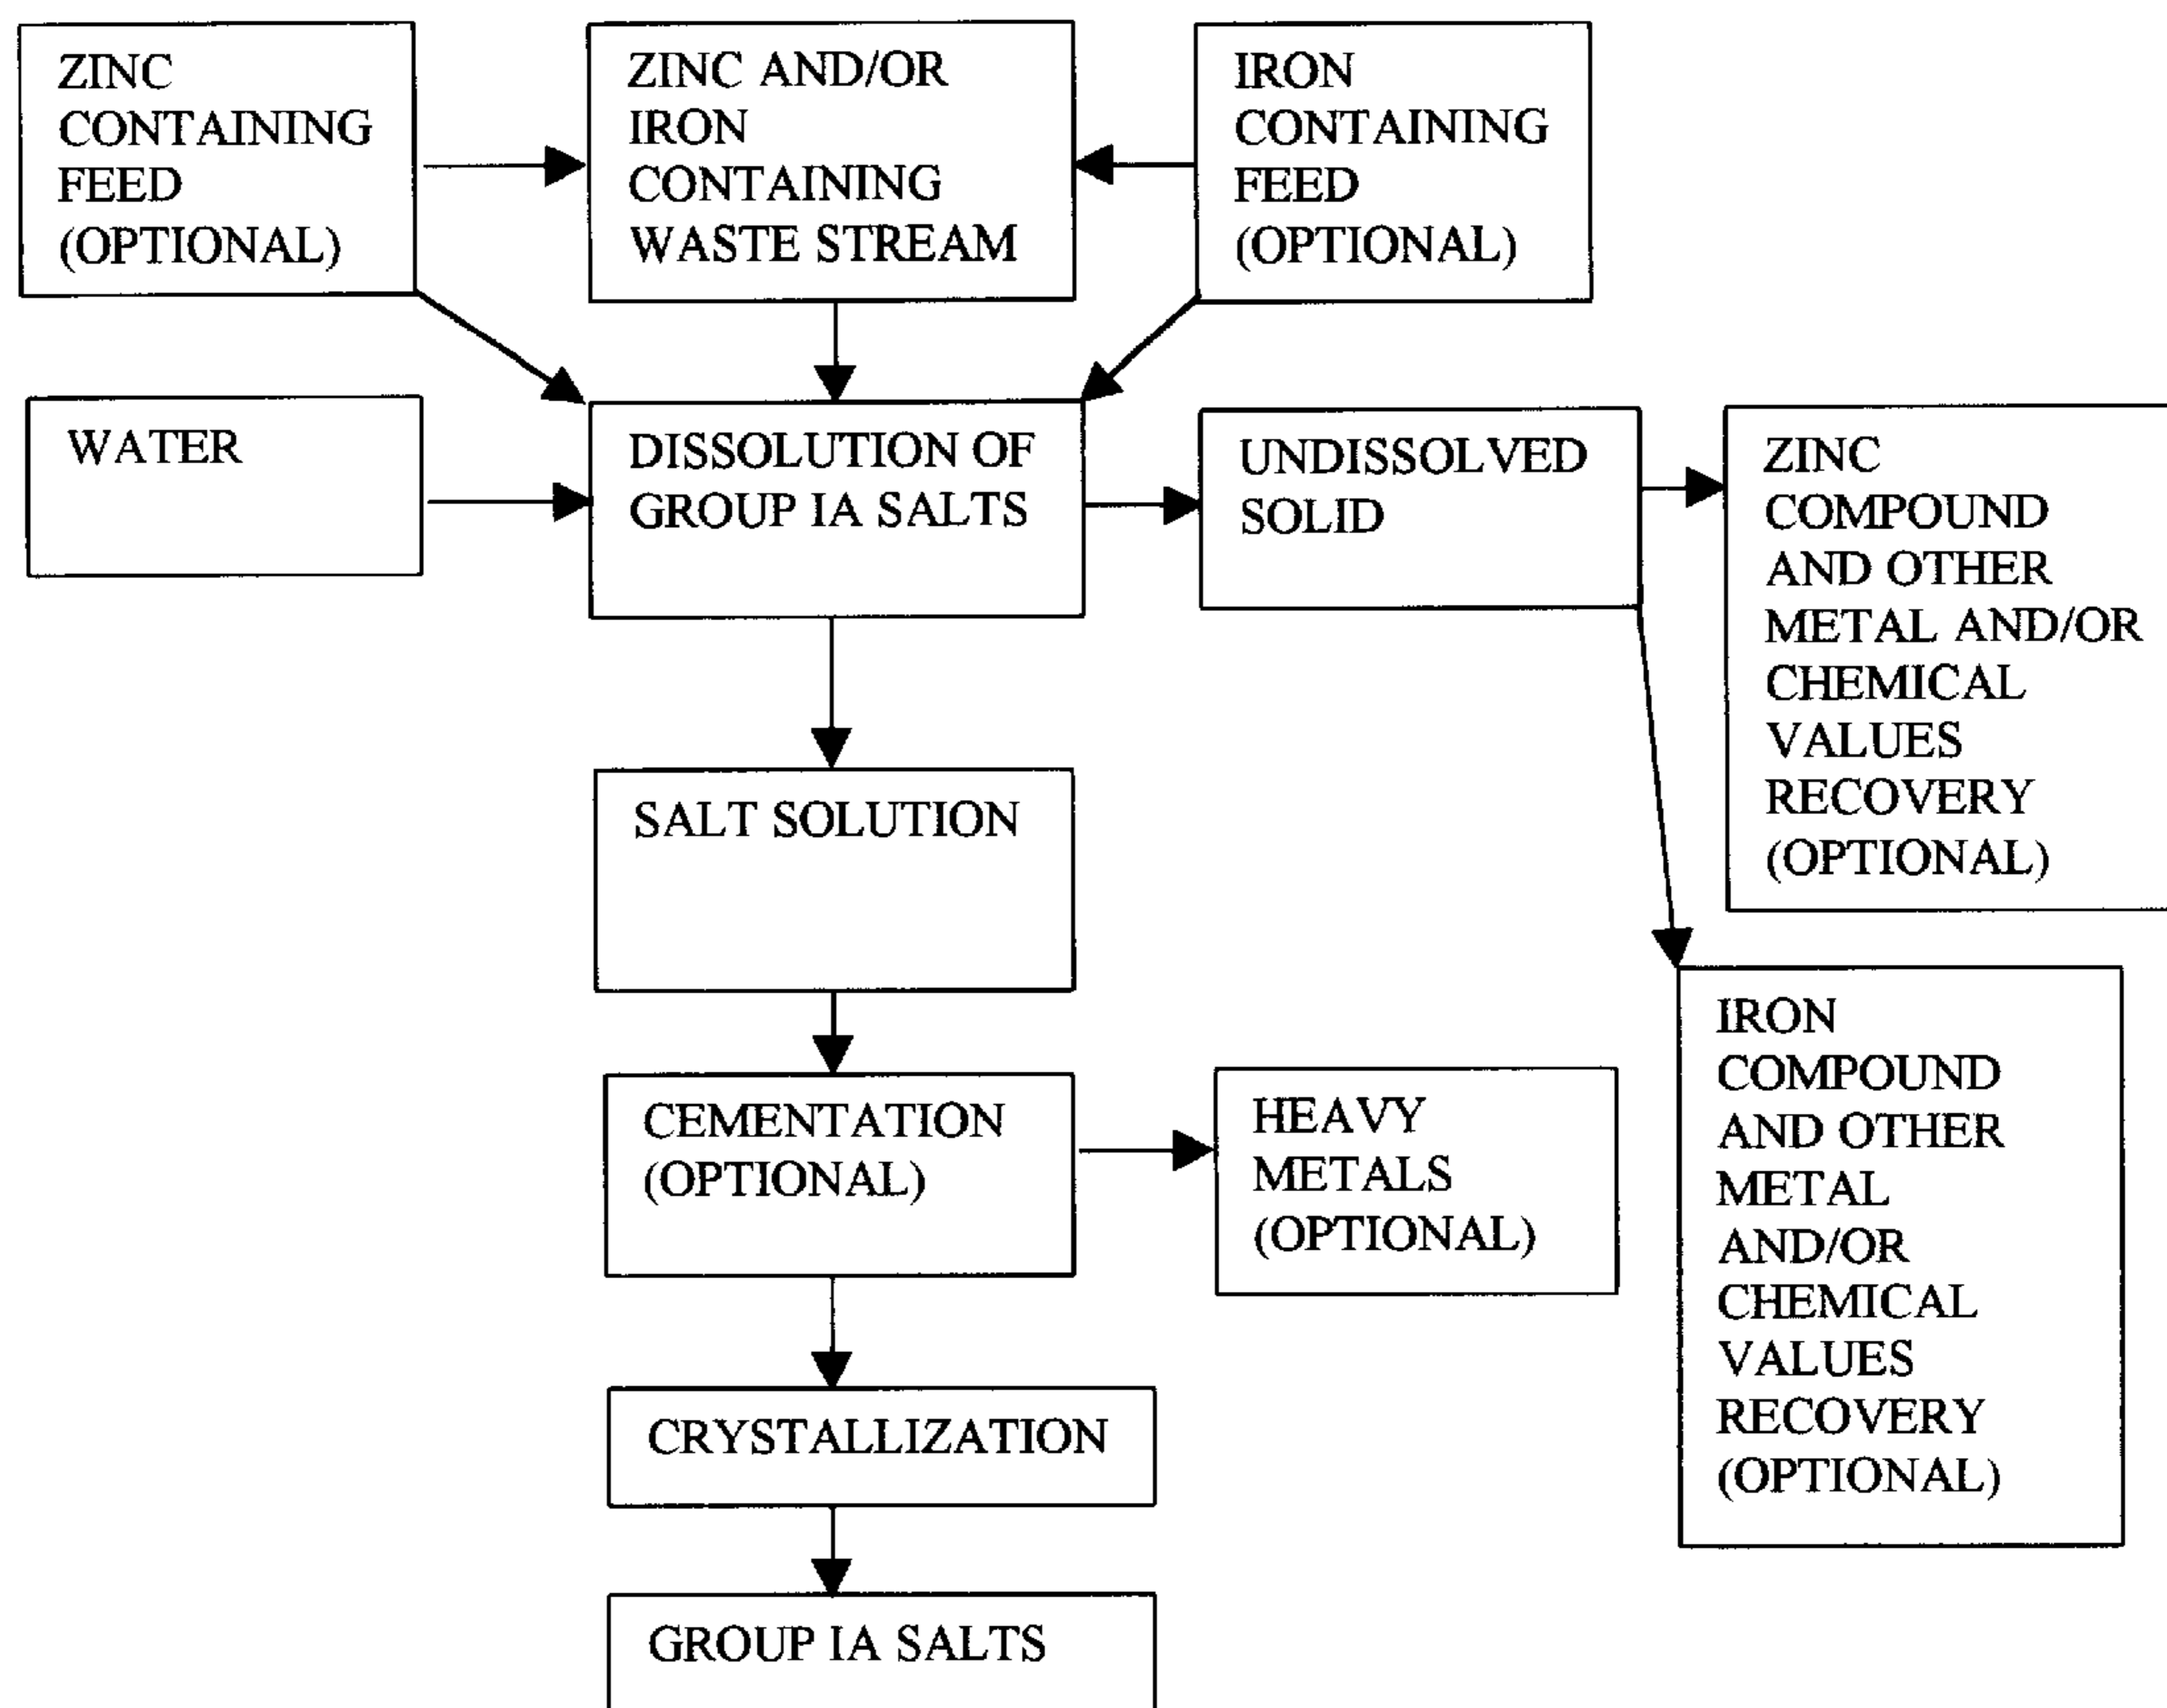 ZINC
CONTAINING
FEED
(OPTIONAL)
ZINC AND/OR
IRON
CONTAINING
WASTE STREAM
IRON
CONTAINING
FEED
(OPTIONAL)
WATER
DISSOLUTION OF
GROUP IA SALTS
UNDISSOLVED
SOLID
ZINC
COMPOUND
AND OTHER
METAL AND/OR
CHEMICAL
VALUES
RECOVERY
(OPTIONAL)
SALT SOLUTION
CEMENTATION
(OPTIONAL)
HEAVY
METALS
(OPTIONAL)
IRON
COMPOUND
AND OTHER
METAL
AND/OR
CHEMICAL
VALUES
RECOVERY
(OPTIONAL)
CRYSTALLIZATION
GROUP IA SALTS